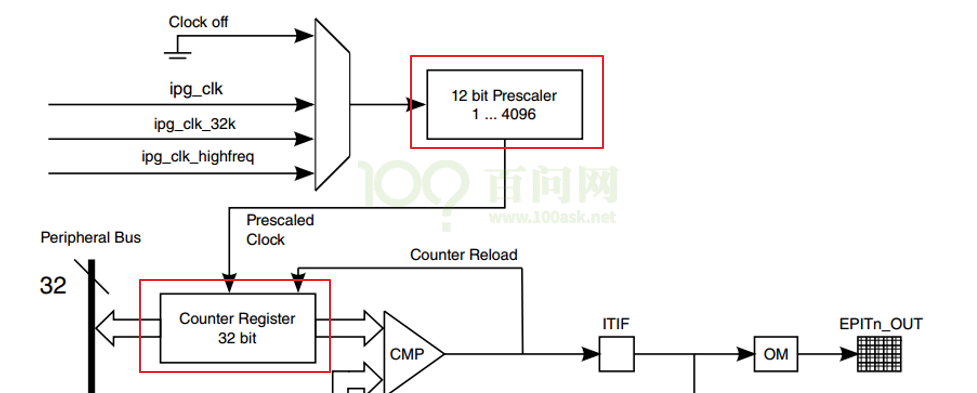 Clock off
ipg_clk
ipg_clk_32k
ipg_clk_highfreq
12 bit Prescaler
1 ... 4096
100
百问网
www.100ask.net
Prescaled
Clock
Peripheral Bus
32
Counter Reload
Counter Register
32 bit
CMP
ITIF
OM
EPITn_OUT